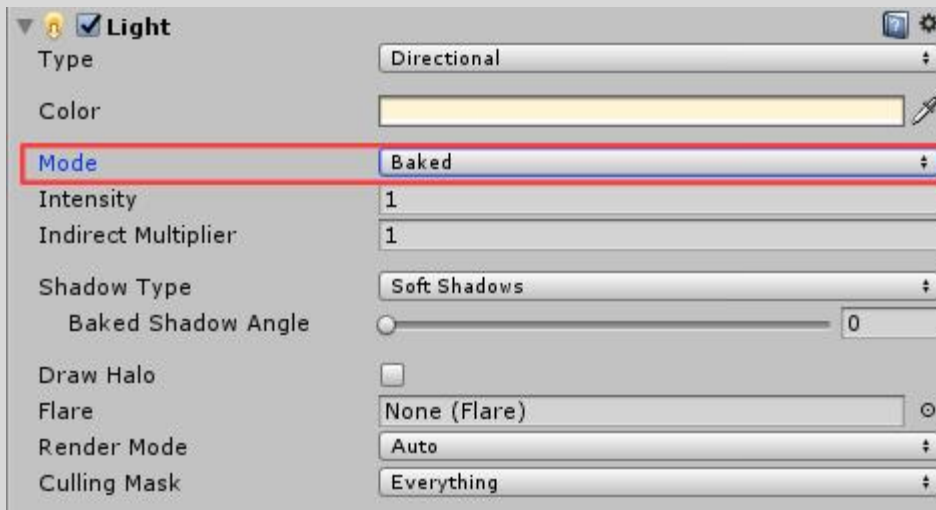 Light
Type Directional
Color
Mode Baked
Intensity 1
Indirect Multiplier 1
Shadow Type Soft Shadows
Baked Shadow Angle 0
Draw Halo
Flare None (Flare)
Render Mode Auto
Culling Mask Everything